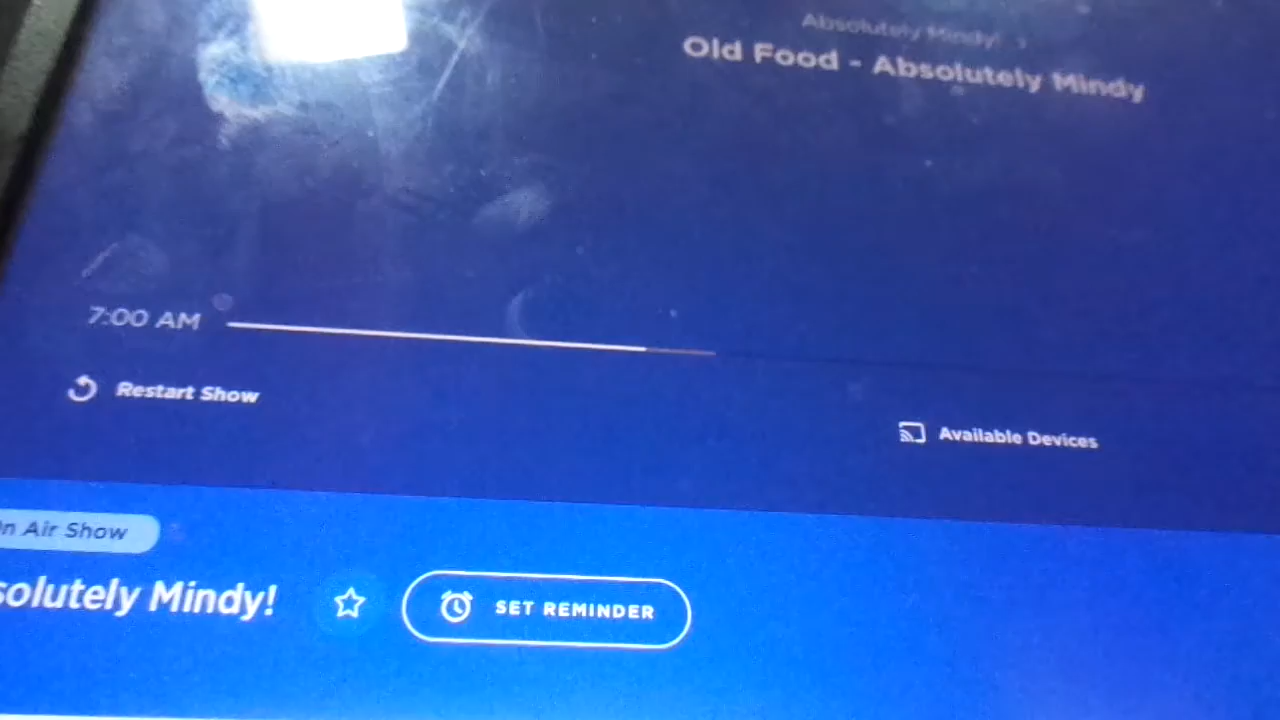 Absolutely Mindy! >
Old Food - Absolutely Mindy
7:00 AM
Restart Show
Available Devices
n Air Show
solutely Mindy!
SET REMINDER